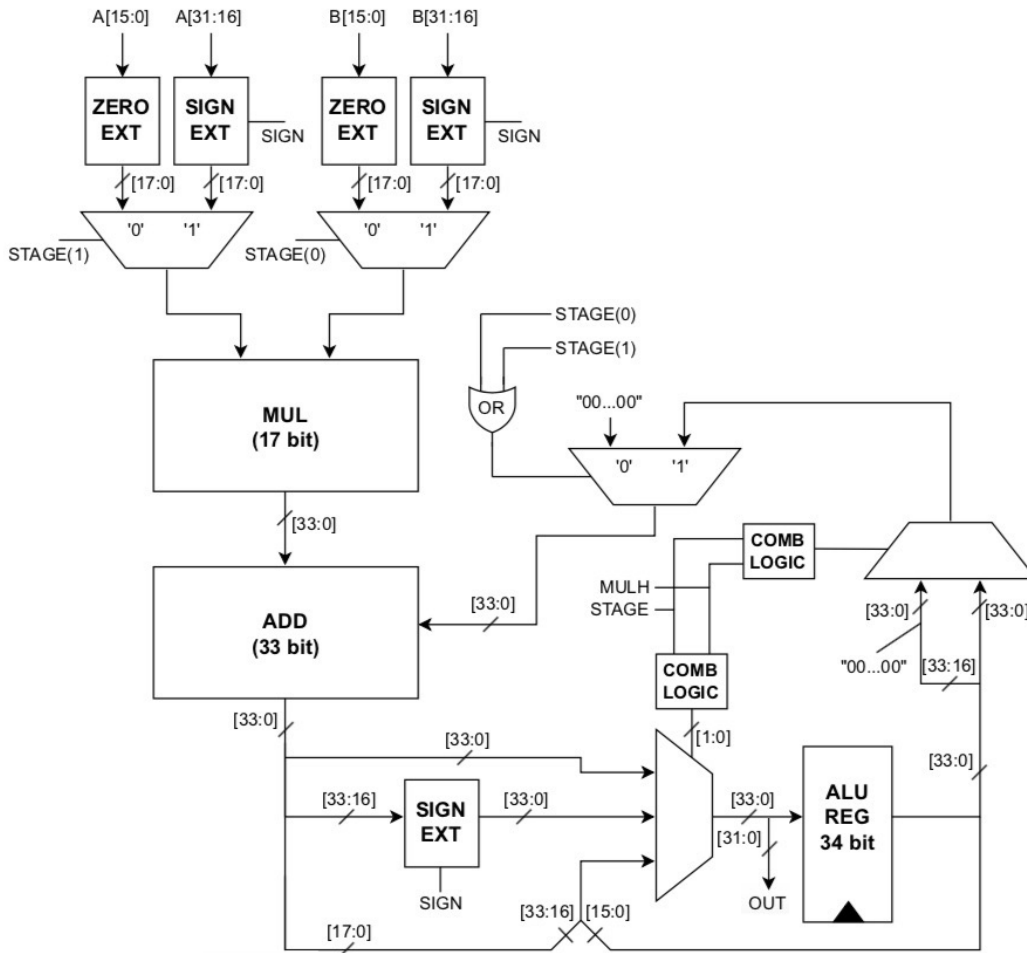 A[15:0] A[31:16] B[15:0] B[31:16]
ZERO
EXT
SIGN
EXT
SIGN
ZERO
EXT
SIGN
EXT
SIGN
[17:0] [17:0] [17:0] [17:0]
'0' '1'
'0' '1'
STAGE(1)
STAGE(0)
STAGE(0)
STAGE(1)
OR
"00...00"
'0' '1'
MUL
(17 bit)
[33:0]
COMB
LOGIC
MULH
STAGE
[33:0] [33:0]
ADD
(33 bit)
[33:0]
"00...00"
[33:16]
COMB
LOGIC
[1:0]
[33:0]
[33:0]
[33:0]
[33:16]
SIGN
EXT
[33:0]
SIGN
[33:0]
[31:0]
OUT
ALU
REG
34 bit
[33:16] [15:0]
[17:0]